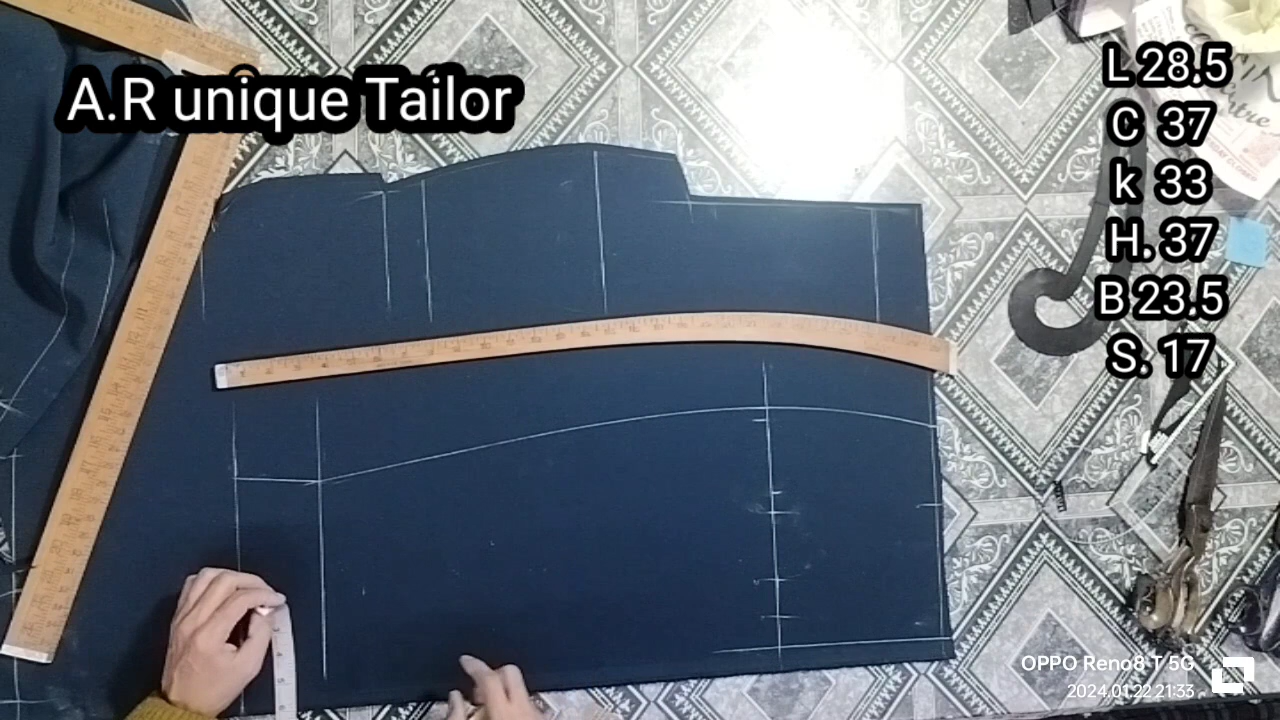 A.R unique Tailor
L 28.5
C 37
k 33
H. 37
B 23.5
S. 17
OPPO Reno8 T 5G
2024.01.22 21:33